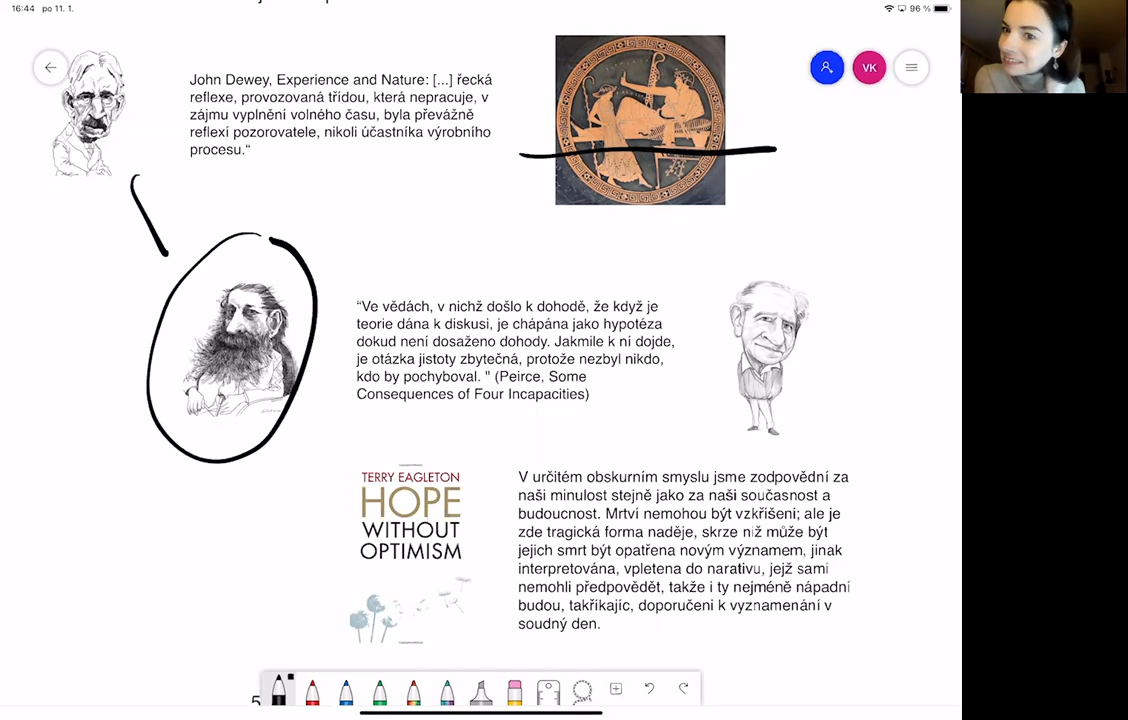 16:44 po 11. 1.
96 %
VK
John Dewey, Experience and Nature: [...] řecká
reflexe, provozovaná třídou, která nepracuje, v
zájmu vyplnění volného času, byla převážně
reflexí pozorovatele, nikoli účastníka výrobního
procesu.“
“Ve vědách, v nichž došlo k dohodě, že když je
teorie dána k diskusi, je chápána jako hypotéza
dokud není dosaženo dohody. Jakmile k ní dojde,
je otázka jistoty zbytečná, protože nezbyl nikdo,
kdo by pochyboval. " (Peirce, Some
Consequences of Four Incapacities)
TERRY EAGLETON
HOPE
WITHOUT
OPTIMISM
V určitém obskurním smyslu jsme zodpovědní za
naši minulost stejně jako za naši současnost a
budoucnost. Mrtví nemohou být vzkříšeni; ale je
zde tragická forma naděje, skrze níž může být
jejich smrt být opatřena novým významem, jinak
interpretována, vpletena do narativu, jejž sami
nemohli předpovědět, takže i ty nejméně nápadní
budou, takříkajíc, doporučeni k vyznamenání v
soudný den.
5